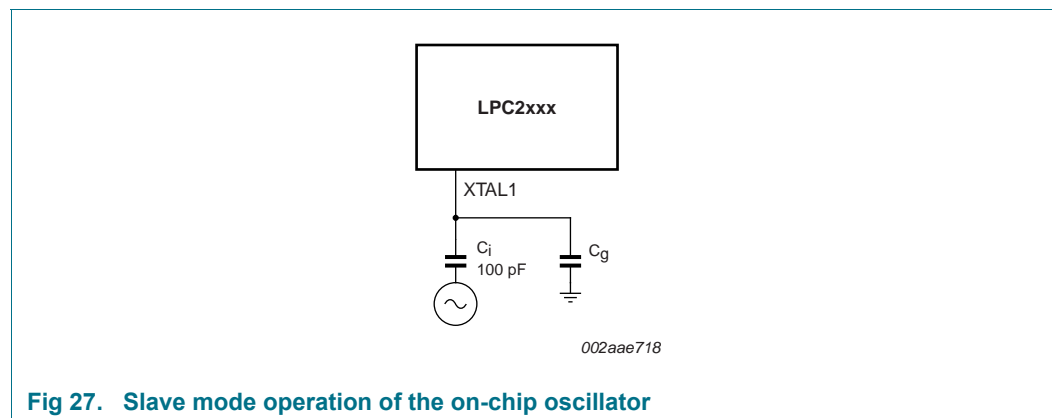 LPC2xxx
XTAL1
Ci
100 pF
Cg
002aae718
Fig 27. Slave mode operation of the on-chip oscillator